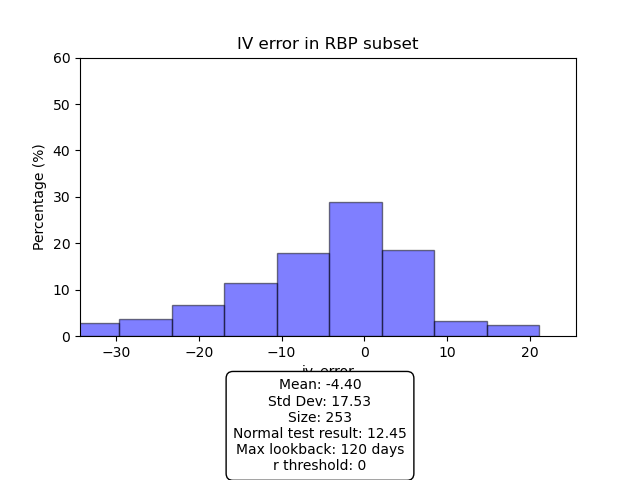 IV error in RBP subset
60
50
40
30
20
10
0
Percentage (%)
−30
−20
−10
0
10
20
iv_error
Mean: -4.40
Std Dev: 17.53
Size: 253
Normal test result: 12.45
Max lookback: 120 days
r threshold: 0